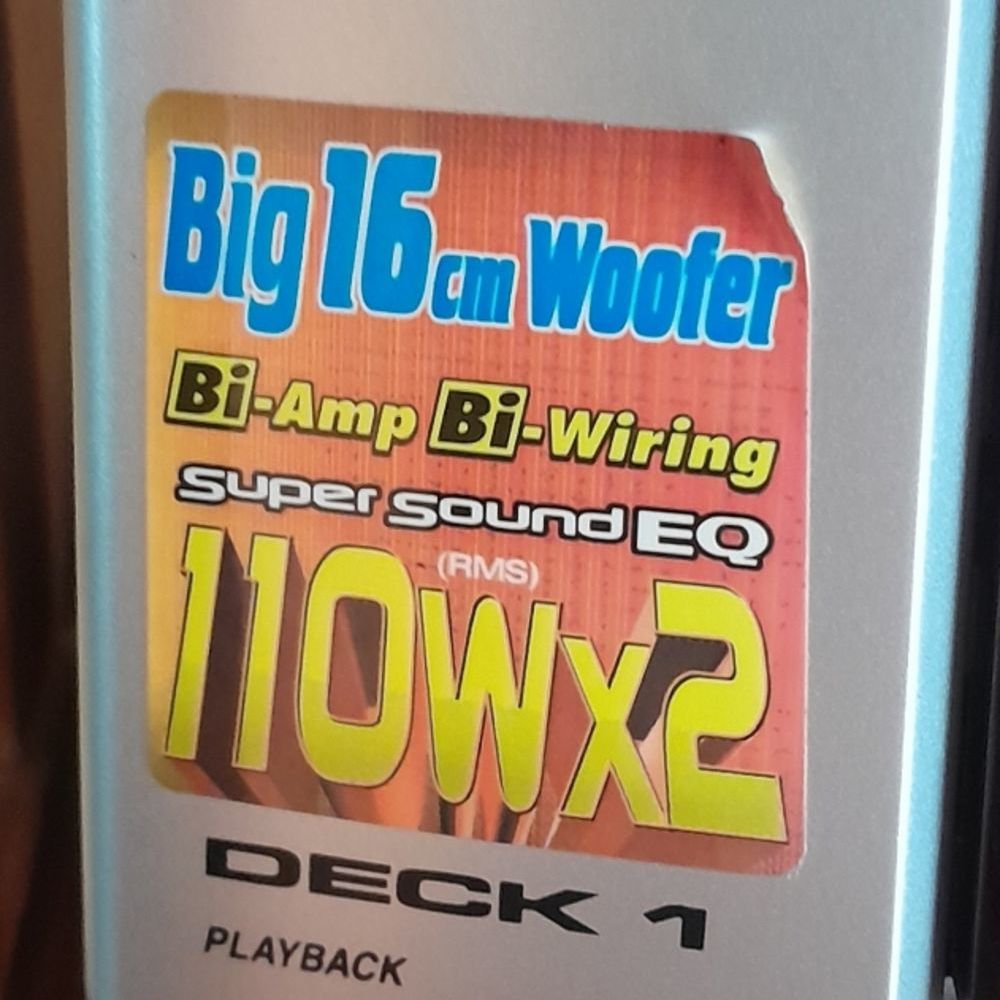 Big 16cm Woofer
Bi-Amp Bi-Wiring
Super Sound EQ
(RMS)
110Wx2
DECK 1
PLAYBACK